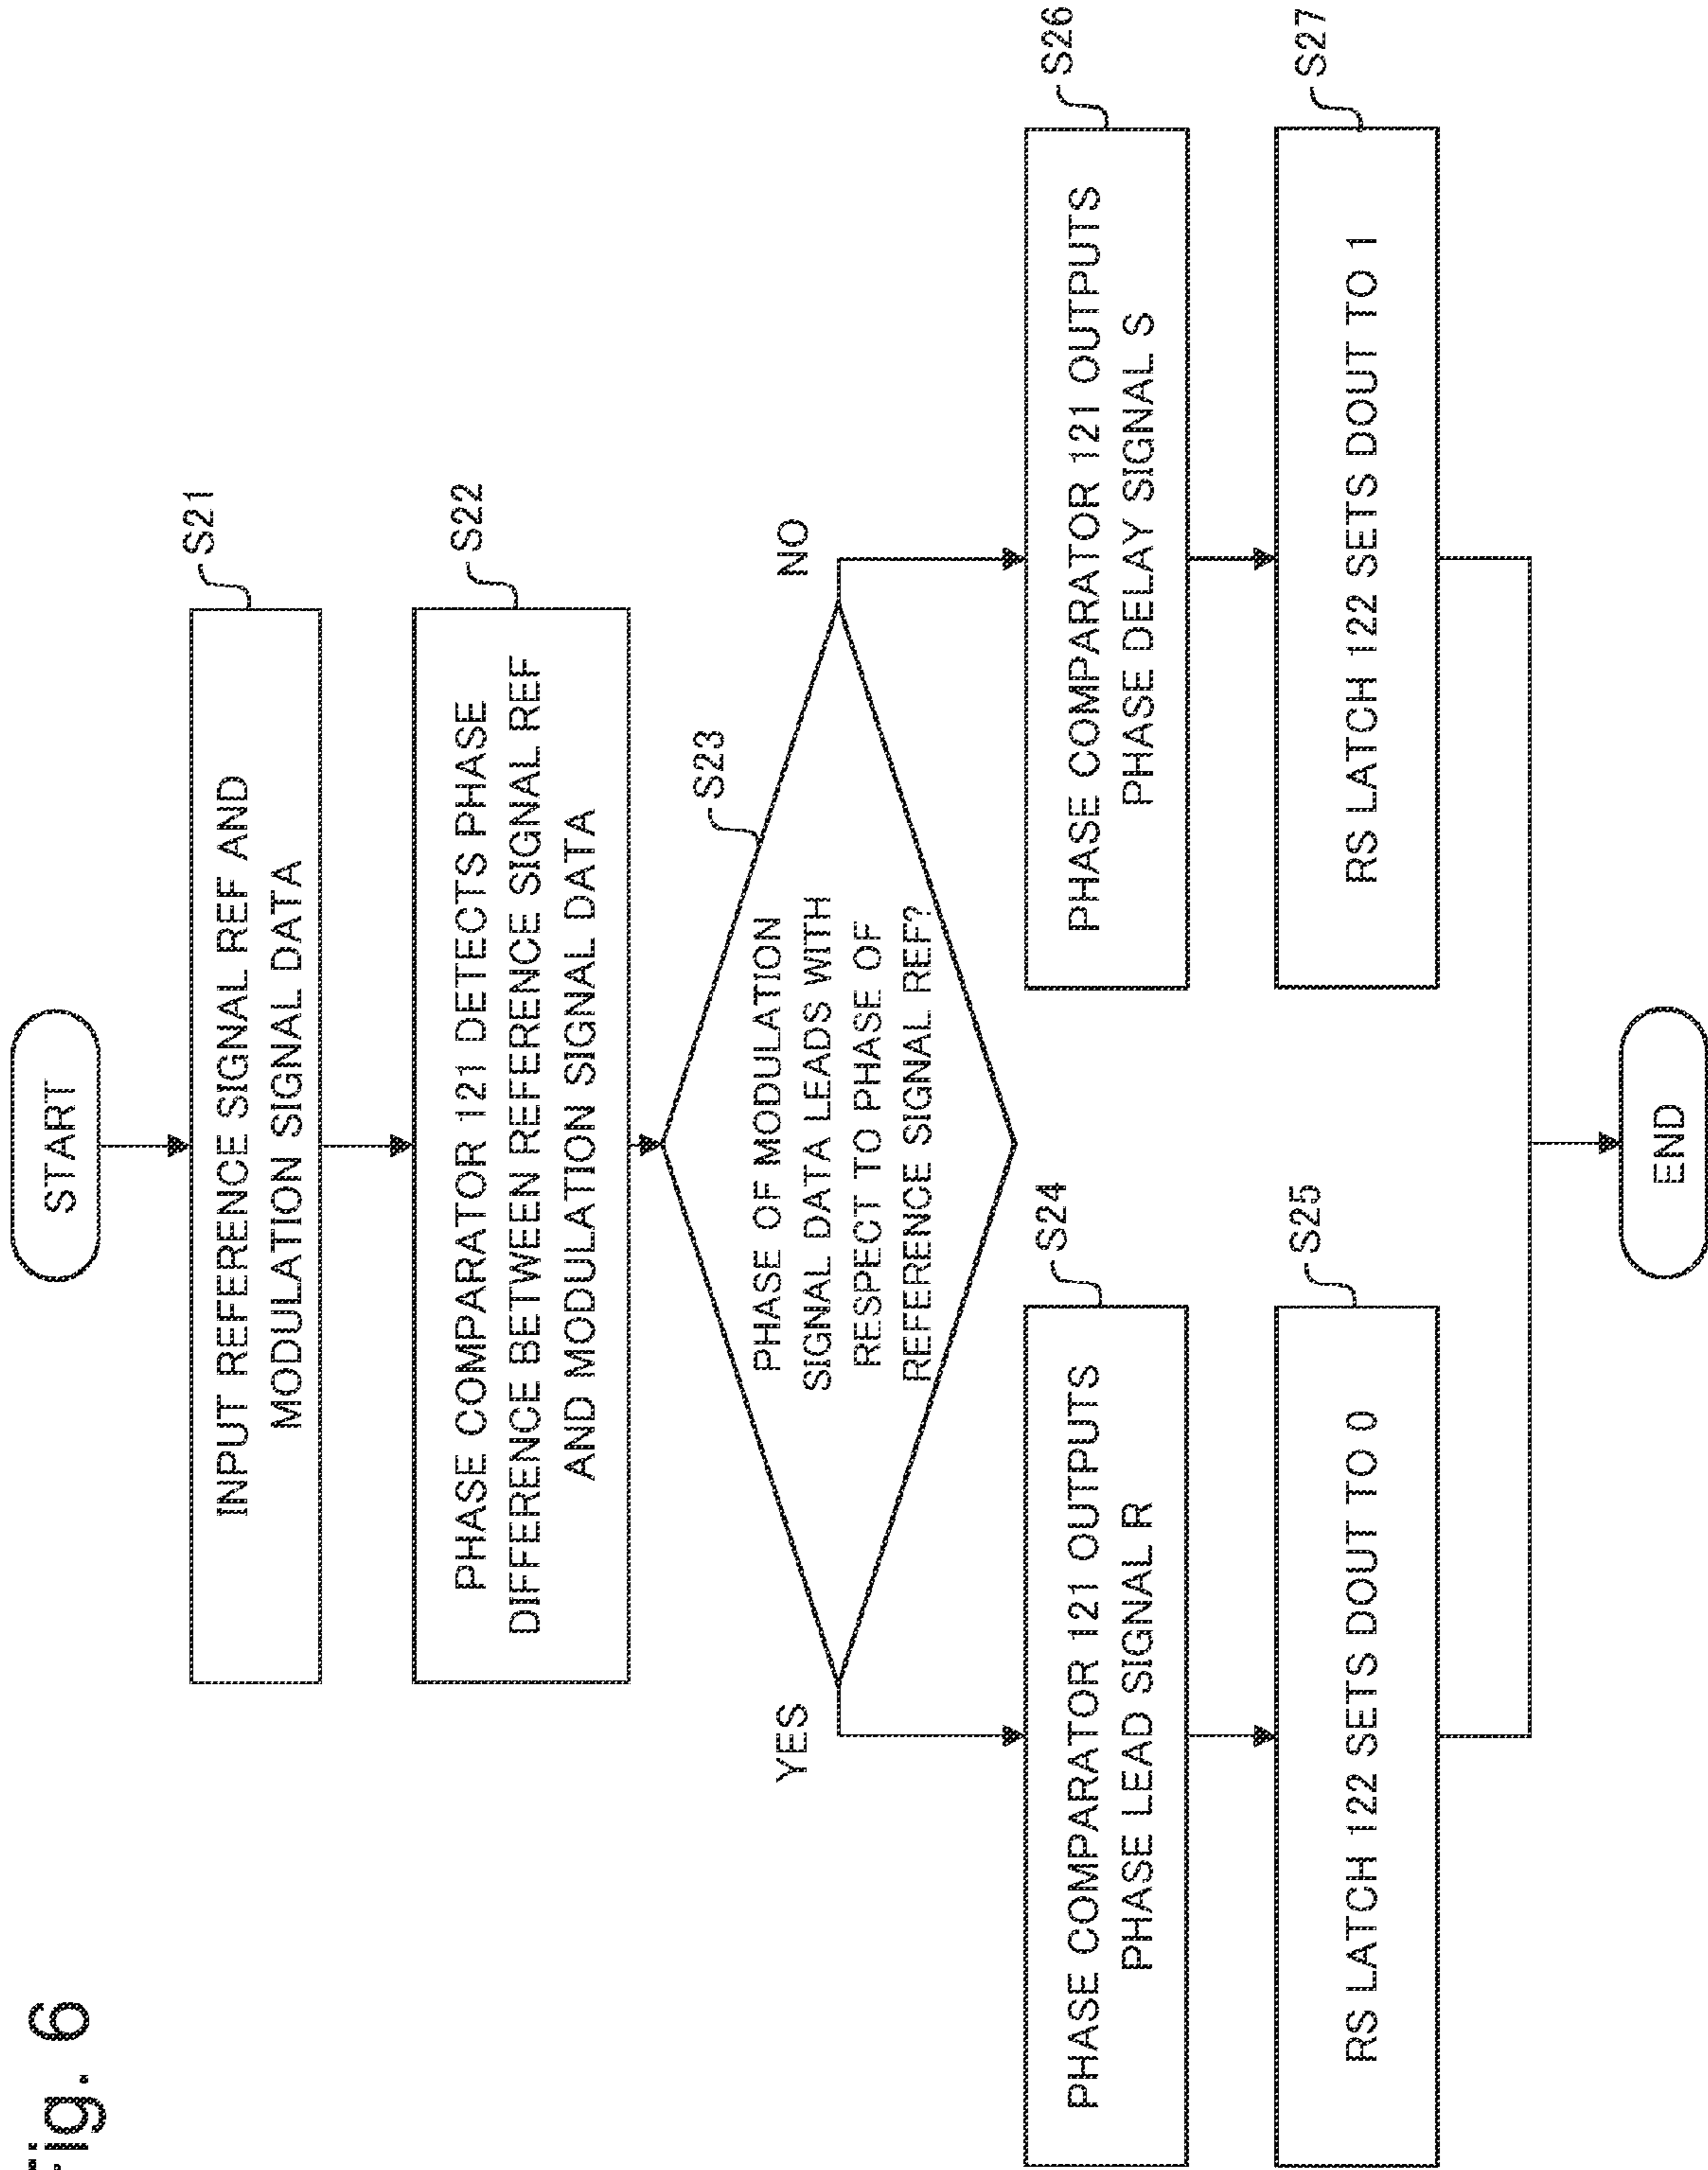 Fig. 6
START
INPUT REFERENCE SIGNAL REF AND
MODULATION SIGNAL DATA
S21
PHASE COMPARATOR 121 DETECTS PHASE
DIFFERENCE BETWEEN REFERENCE SIGNAL REF
AND MODULATION SIGNAL DATA
S22
PHASE OF MODULATION
SIGNAL DATA LEADS WITH
RESPECT TO PHASE OF
REFERENCE SIGNAL REF?
S23
YES
NO
PHASE COMPARATOR 121 OUTPUTS
PHASE LEAD SIGNAL R
S24
RS LATCH 122 SETS DOUT TO 0
S25
PHASE COMPARATOR 121 OUTPUTS
PHASE DELAY SIGNAL S
S26
RS LATCH 122 SETS DOUT TO 1
S27
END